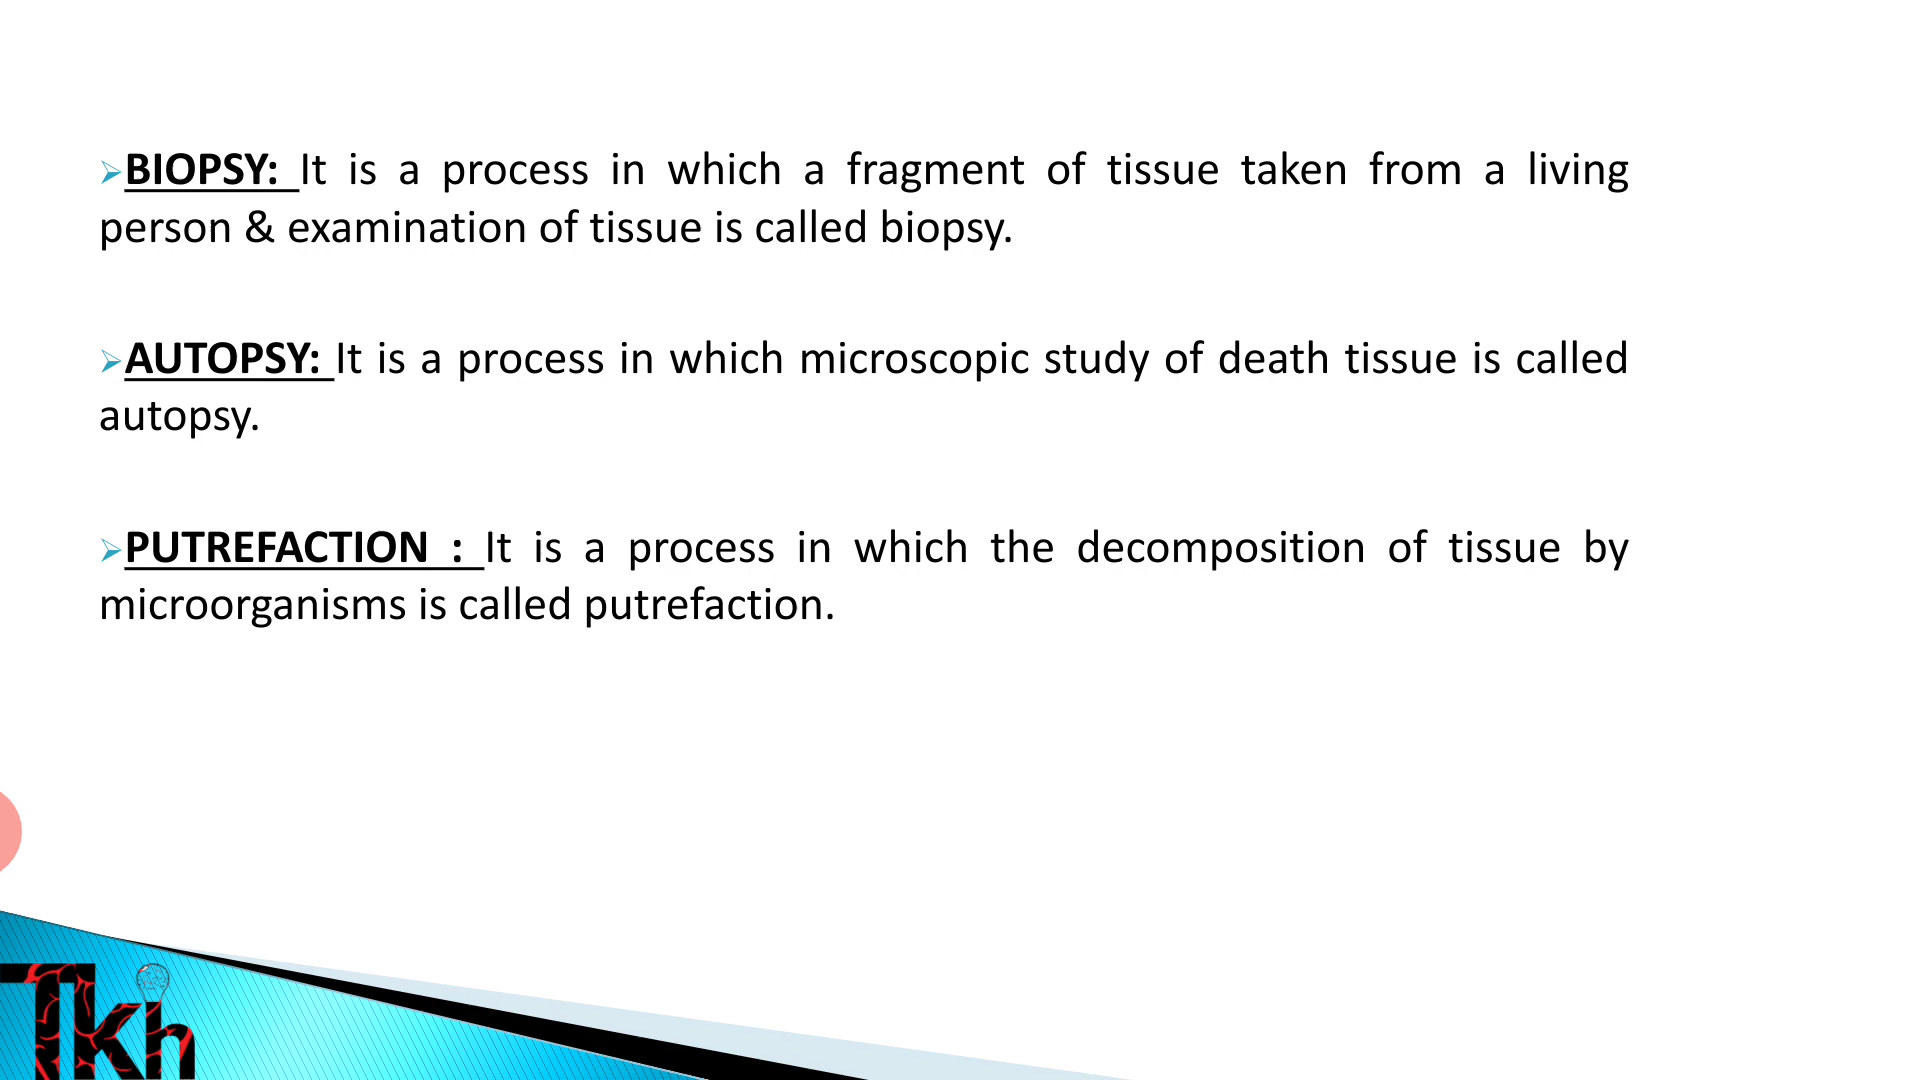 ➢BIOPSY: It is a process in which a fragment of tissue taken from a living
person & examination of tissue is called biopsy.
➢AUTOPSY: It is a process in which microscopic study of death tissue is called
autopsy.
➢PUTREFACTION : It is a process in which the decomposition of tissue by
microorganisms is called putrefaction.
Tkh